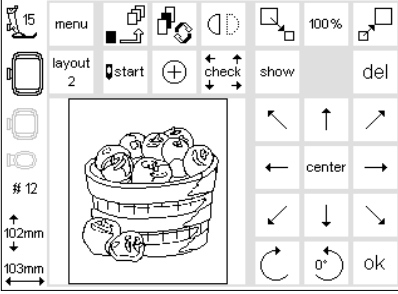 15
menu
100%
layout
2
start
check
show
del
center
# 12
102mm
103mm
0°
ok